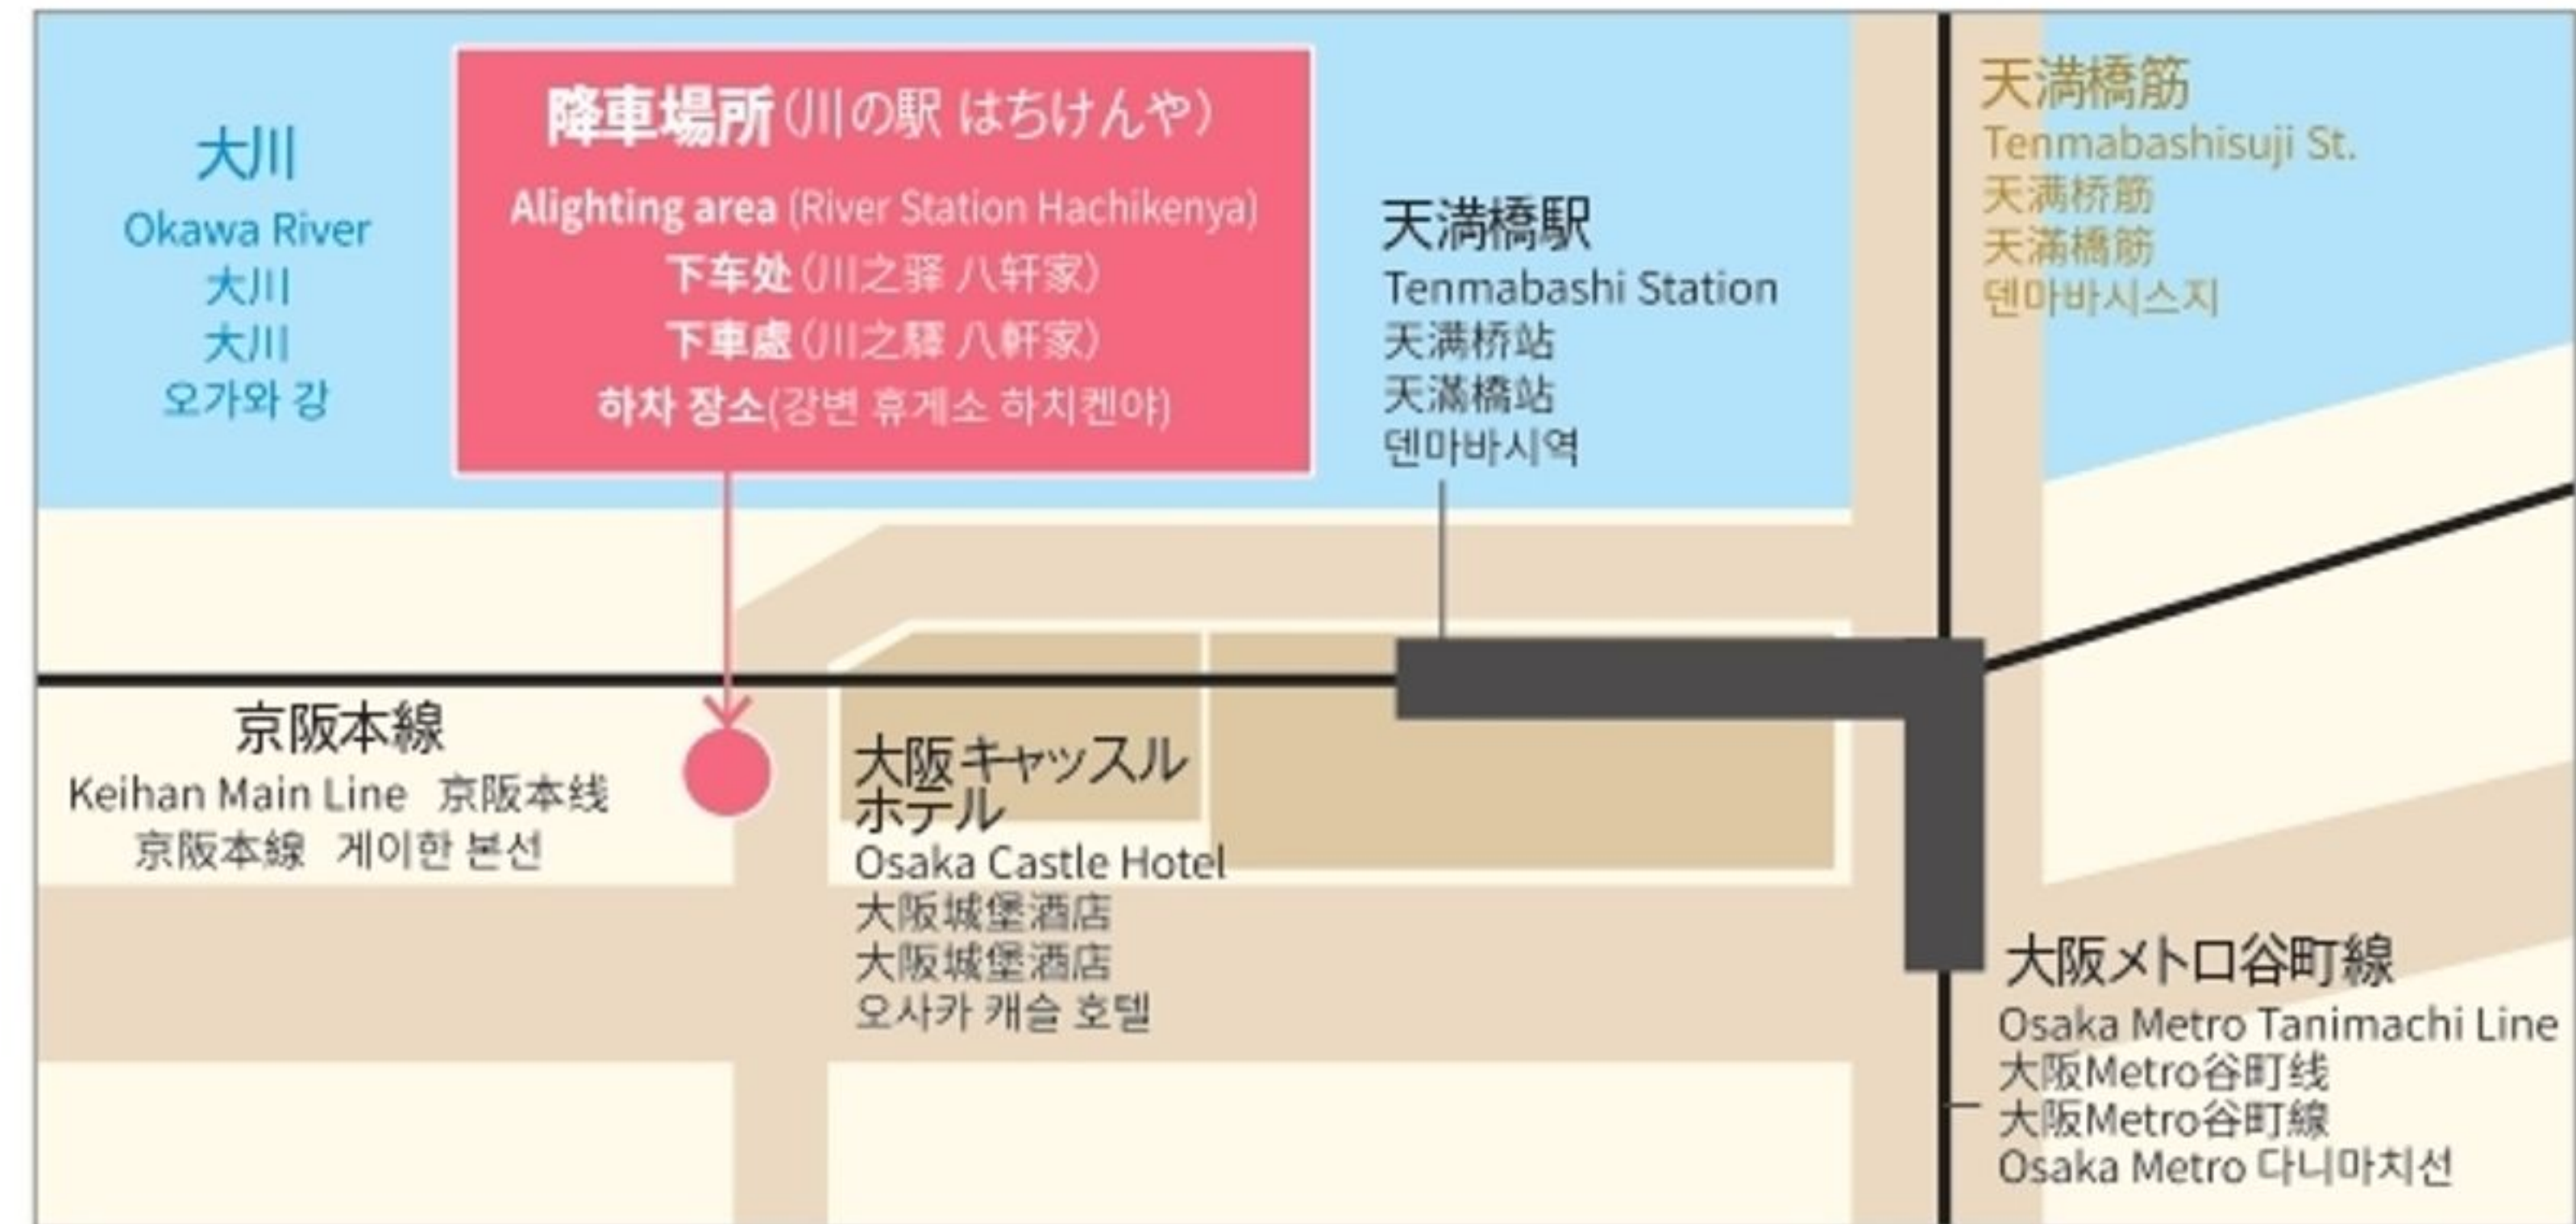 大川
Okawa River
大川
大川
오가와 강
降車場所(川の駅 はちけんや)
Alighting area (River Station Hachikenya)
下车处(川之驿 八轩家)
下車處(川之驛 八軒家)
하차 장소(강변 휴게소 하치켄야)
天満橋駅
Tenmabashi Station
天满桥站
天滿橋站
덴마바시역
天満橋筋
Tenmabashisuji St.
天满桥筋
天滿橋筋
덴마바시스지
京阪本線
Keihan Main Line 京阪本线
京阪本線 게이한 본선
大阪キャッスル
ホテル
Osaka Castle Hotel
大阪城堡酒店
大阪城堡酒店
오사카 캐슬 호텔
大阪メトロ谷町線
Osaka Metro Tanimachi Line
大阪Metro谷町线
大阪Metro谷町線
Osaka Metro 다니마치선